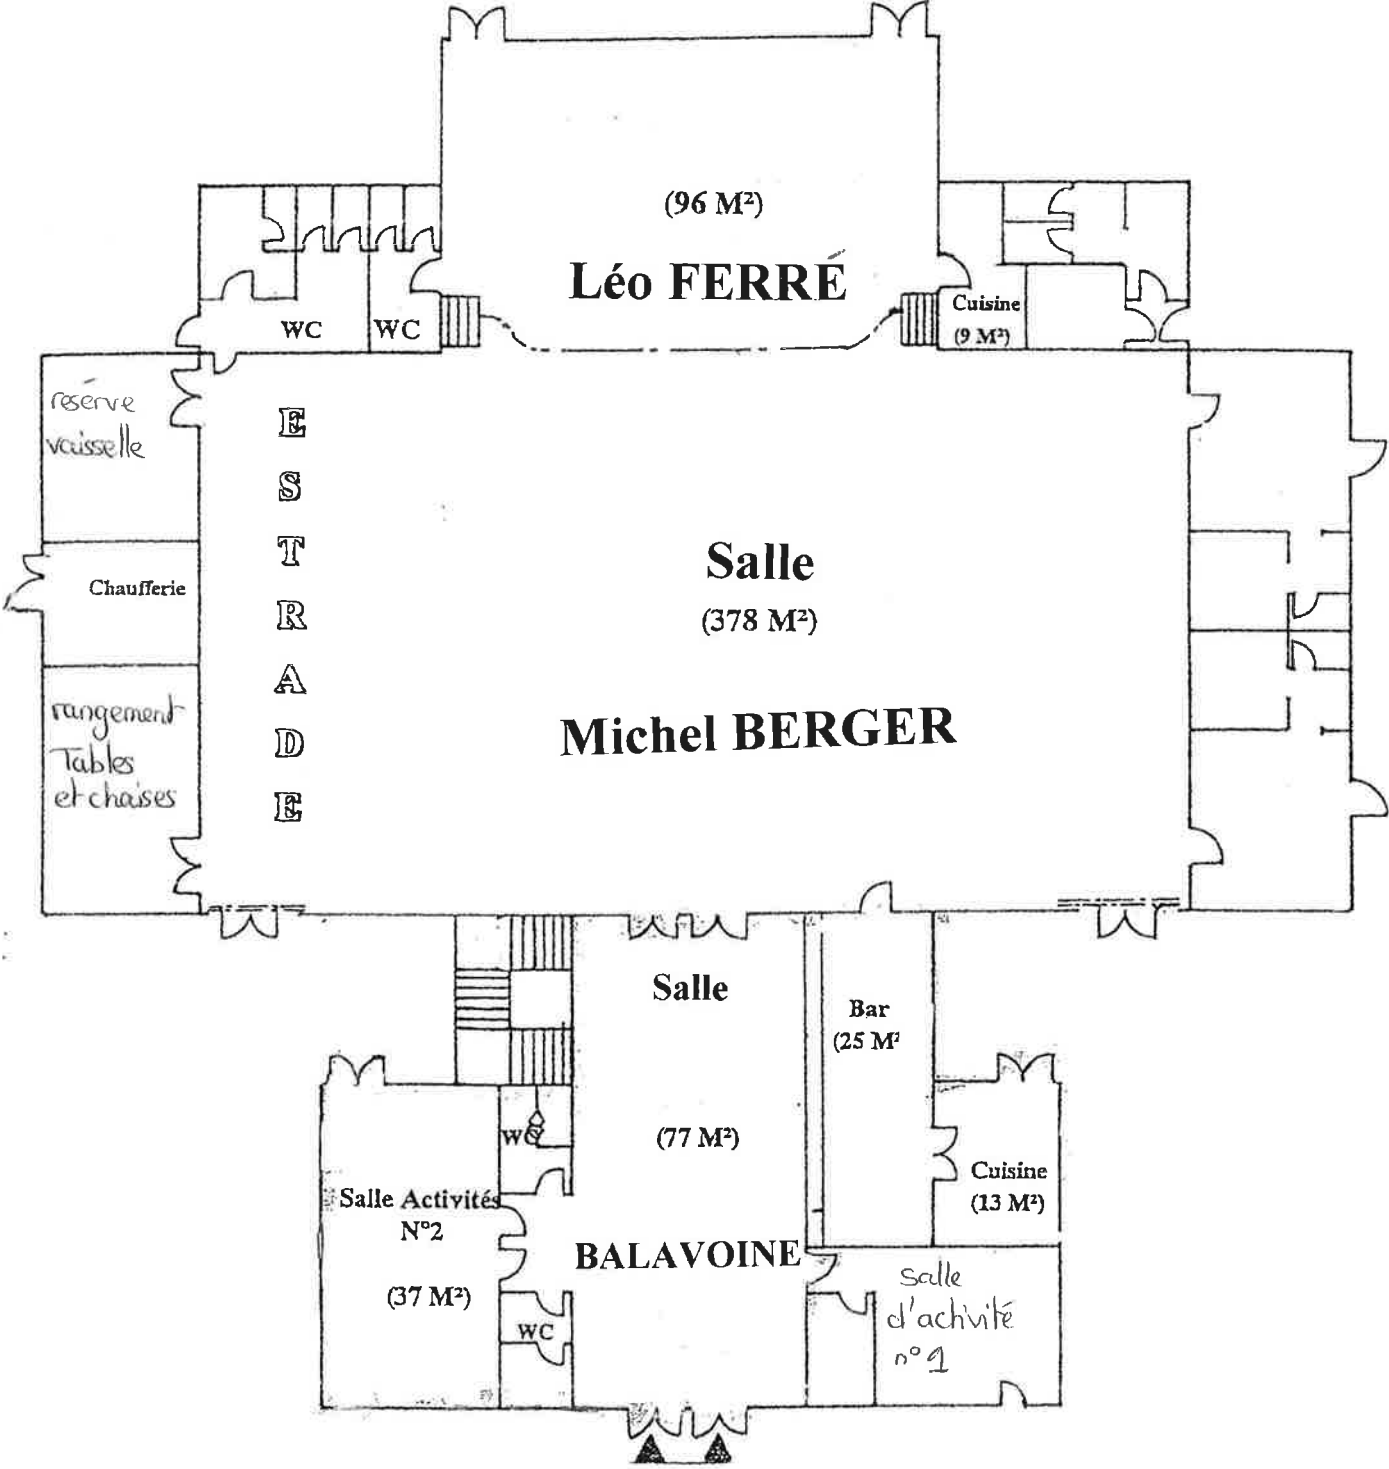 (96 M²)
Léo FERRÉ
WC
WC
Cuisine
(9 M²)
resérve
vaisselle
Chaufferie
rangement
Tables
et chaises
E
S
T
R
A
D
E
Salle
(378 M²)
Michel BERGER
Salle
(77 M²)
BALAVOINE
Bar
(25 M²
Cuisine
(13 M²)
WC
Salle Activités
N°2
(37 M²)
WC
Salle
d'activité
n° 1